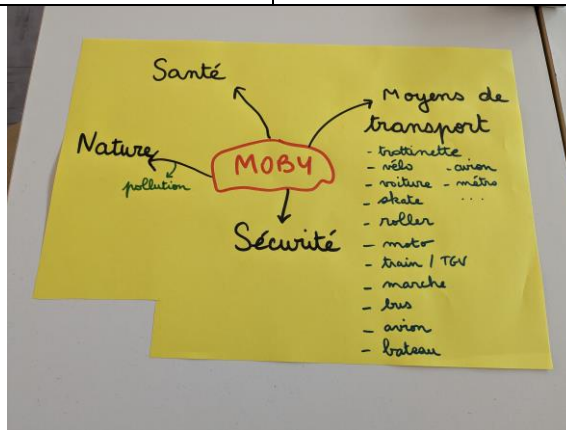 Santé
Moyens de
transport
- trottinette
- vélo - avion
- voiture - métro
- skate ...
- roller
- moto
- train / TGV
- marche
- bus
- avion
- bateau
Nature
pollution
MOBY
Sécurité